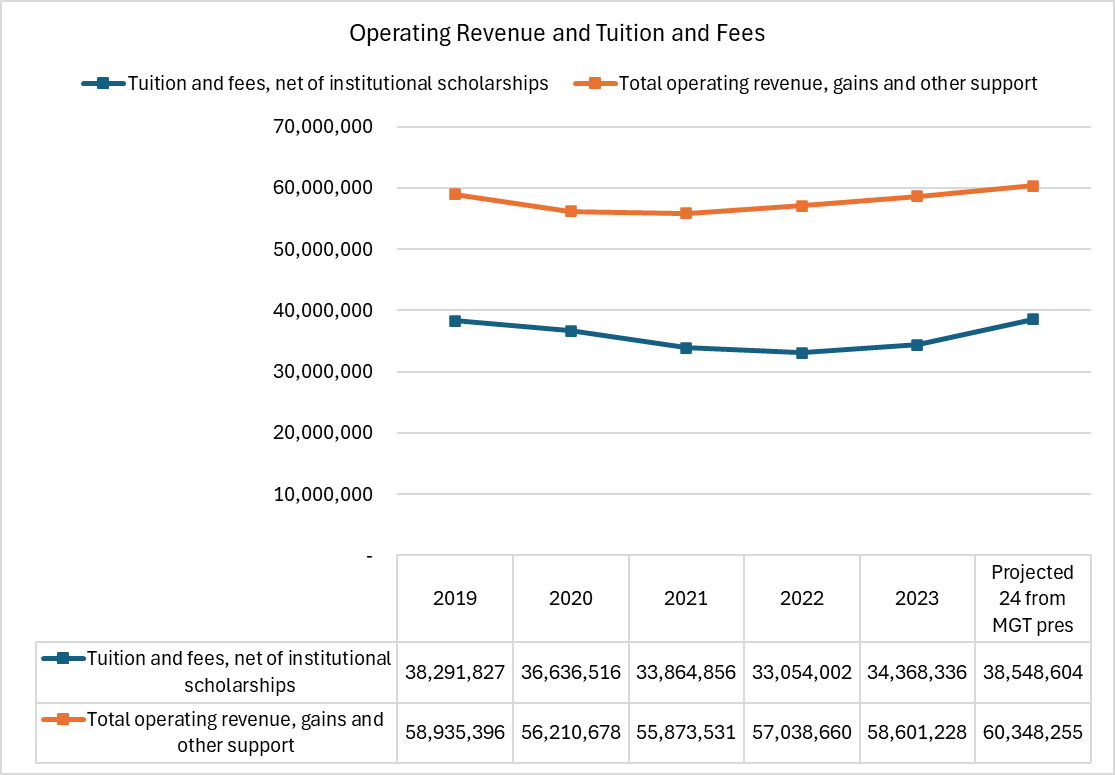 Operating Revenue and Tuition and Fees
Tuition and fees, net of institutional scholarships
Total operating revenue, gains and other support
70,000,000
60,000,000
50,000,000
40,000,000
30,000,000
20,000,000
10,000,000
-
2019 2020 2021 2022 2023 Projected
24 from
MGT pres
Tuition and fees, net of institutional
scholarships
38,291,827 36,636,516 33,864,856 33,054,002 34,368,336 38,548,604
Total operating revenue, gains and
other support
58,935,396 56,210,678 55,873,531 57,038,660 58,601,228 60,348,255